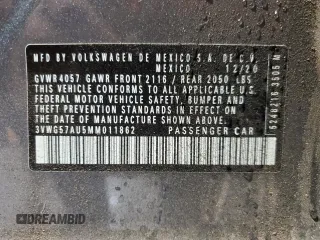 MFD BY VOLKSWAGEN DE MEXICO S.A. DE C.V.
MEXICO 12/20
GVWR 4057 GAWR FRONT 2116 / REAR 2050 LBS
THIS VEHICLE CONFORMS TO ALL APPLICABLE U.S.
FEDERAL MOTOR VEHICLE SAFETY, BUMPER AND
THEFT PREVENTION STANDARDS IN EFFECT ON THE
DATE OF MANUFACTURE SHOWN ABOVE
3VWG57AU5MM011862 PASSENGER CAR
DREAMBID